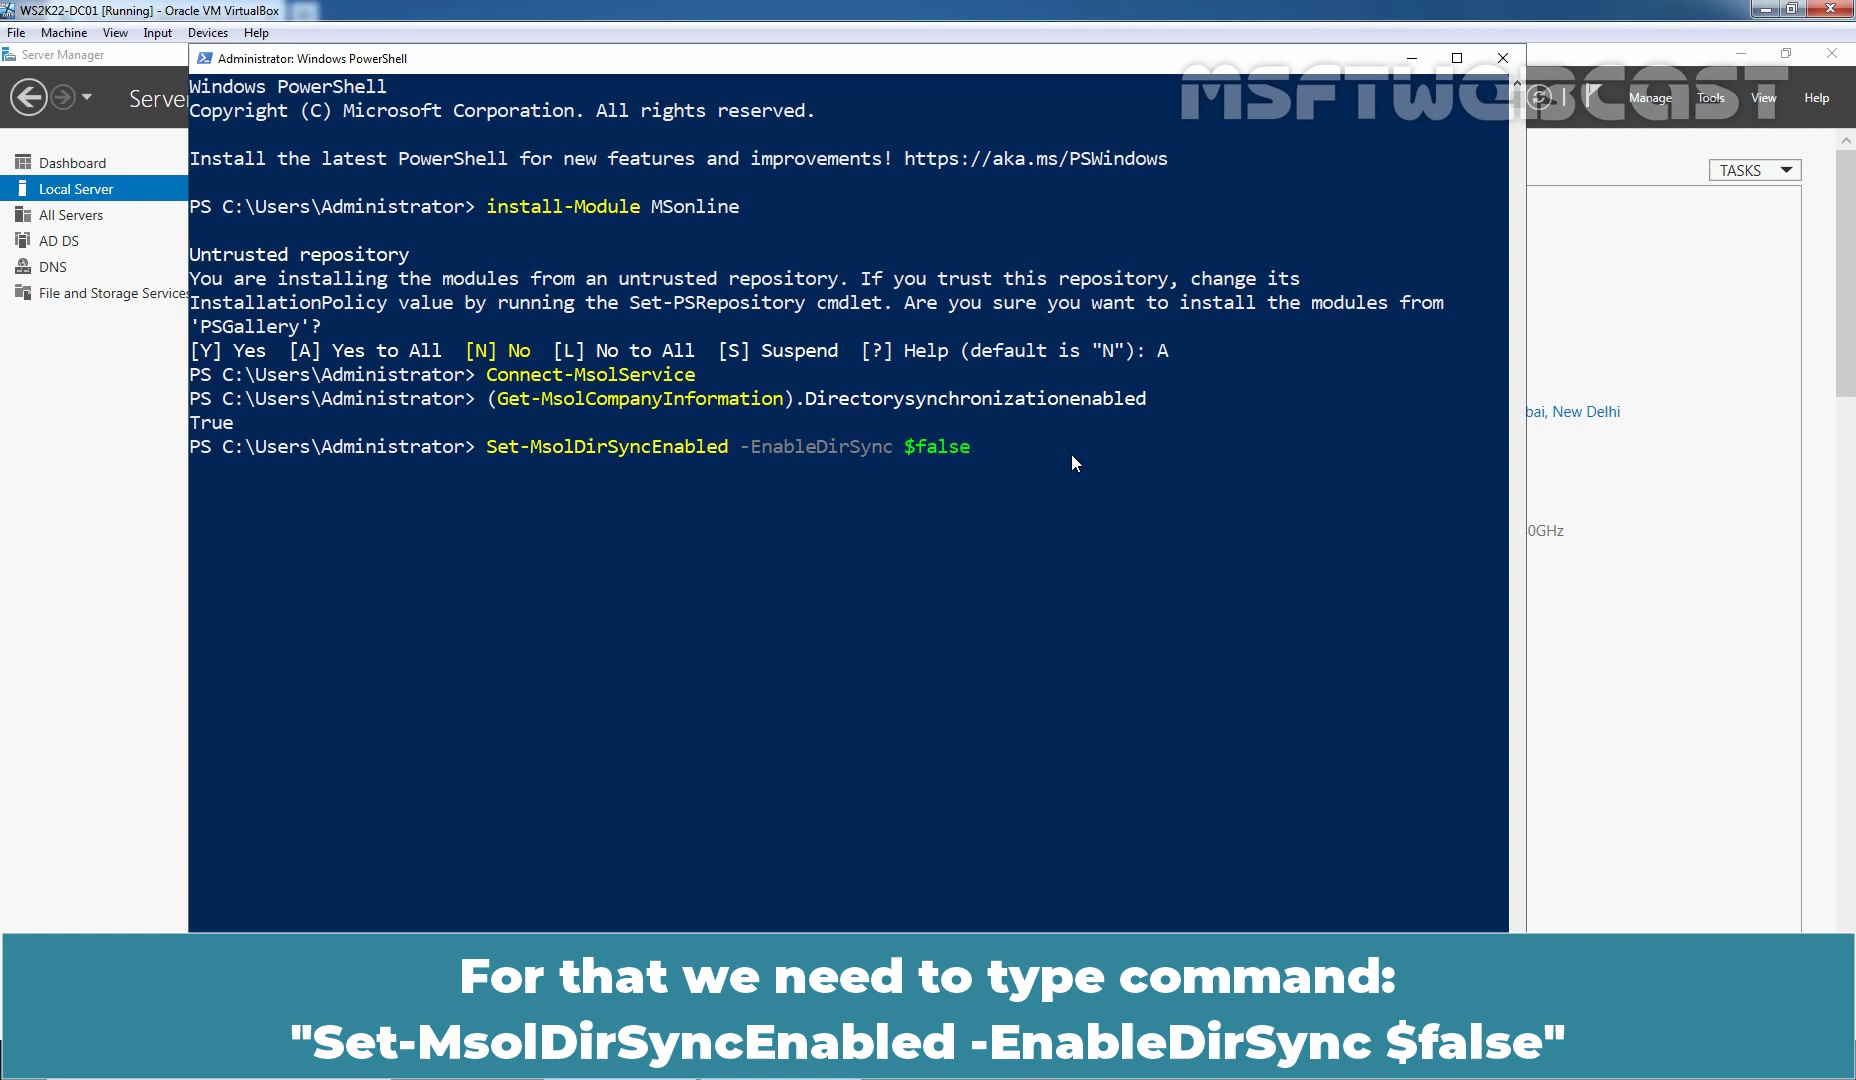 WS2K22-DC01 [Running] - Oracle VM VirtualBox
File Machine View Input Devices Help
Server Manager
Administrator: Windows PowerShell
MSFTWEBCAST
Manage Tools View Help
Dashboard
Local Server
All Servers
AD DS
DNS
File and Storage Services
TASKS
bai, New Delhi
0GHz
Windows PowerShell
Copyright (C) Microsoft Corporation. All rights reserved.
Install the latest PowerShell for new features and improvements! https://aka.ms/PSWindows
PS C:\Users\Administrator> install-Module MSonline
Untrusted repository
You are installing the modules from an untrusted repository. If you trust this repository, change its
InstallationPolicy value by running the Set-PSRepository cmdlet. Are you sure you want to install the modules from
'PSGallery'?
[Y] Yes [A] Yes to All [N] No [L] No to All [S] Suspend [?] Help (default is "N"): A
PS C:\Users\Administrator> Connect-MsolService
PS C:\Users\Administrator> (Get-MsolCompanyInformation).Directorysynchronizationenabled
True
PS C:\Users\Administrator> Set-MsolDirSyncEnabled -EnableDirSync $false
For that we need to type command:
"Set-MsolDirSyncEnabled -EnableDirSync $false"